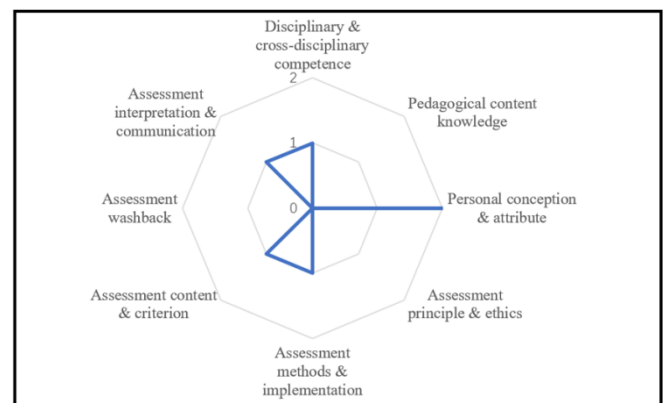 Disciplinary &
cross-disciplinary
competence
2
Assessment
interpretation &
communication
Pedagogical content
knowledge
1
Assessment
washback
0
Personal conception
& attribute
Assessment content
& criterion
Assessment
principle & ethics
Assessment
methods &
implementation